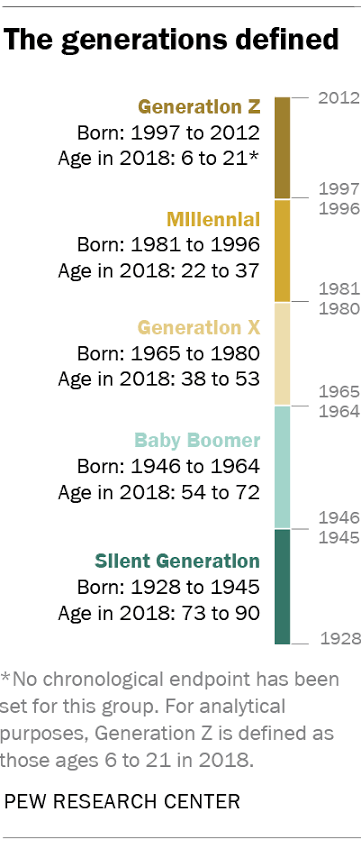 The generations defined
2012
Generation Z
Born: 1997 to 2012
Age in 2018: 6 to 21*
1997
1996
Millennial
Born: 1981 to 1996
Age in 2018: 22 to 37
1981
1980
Generation X
Born: 1965 to 1980
Age in 2018: 38 to 53
1965
1964
Baby Boomer
Born: 1946 to 1964
Age in 2018: 54 to 72
1946
1945
Silent Generation
Born: 1928 to 1945
Age in 2018: 73 to 90
1928
*No chronological endpoint has been
set for this group. For analytical
purposes, Generation Z is defined as
those ages 6 to 21 in 2018.
PEW RESEARCH CENTER